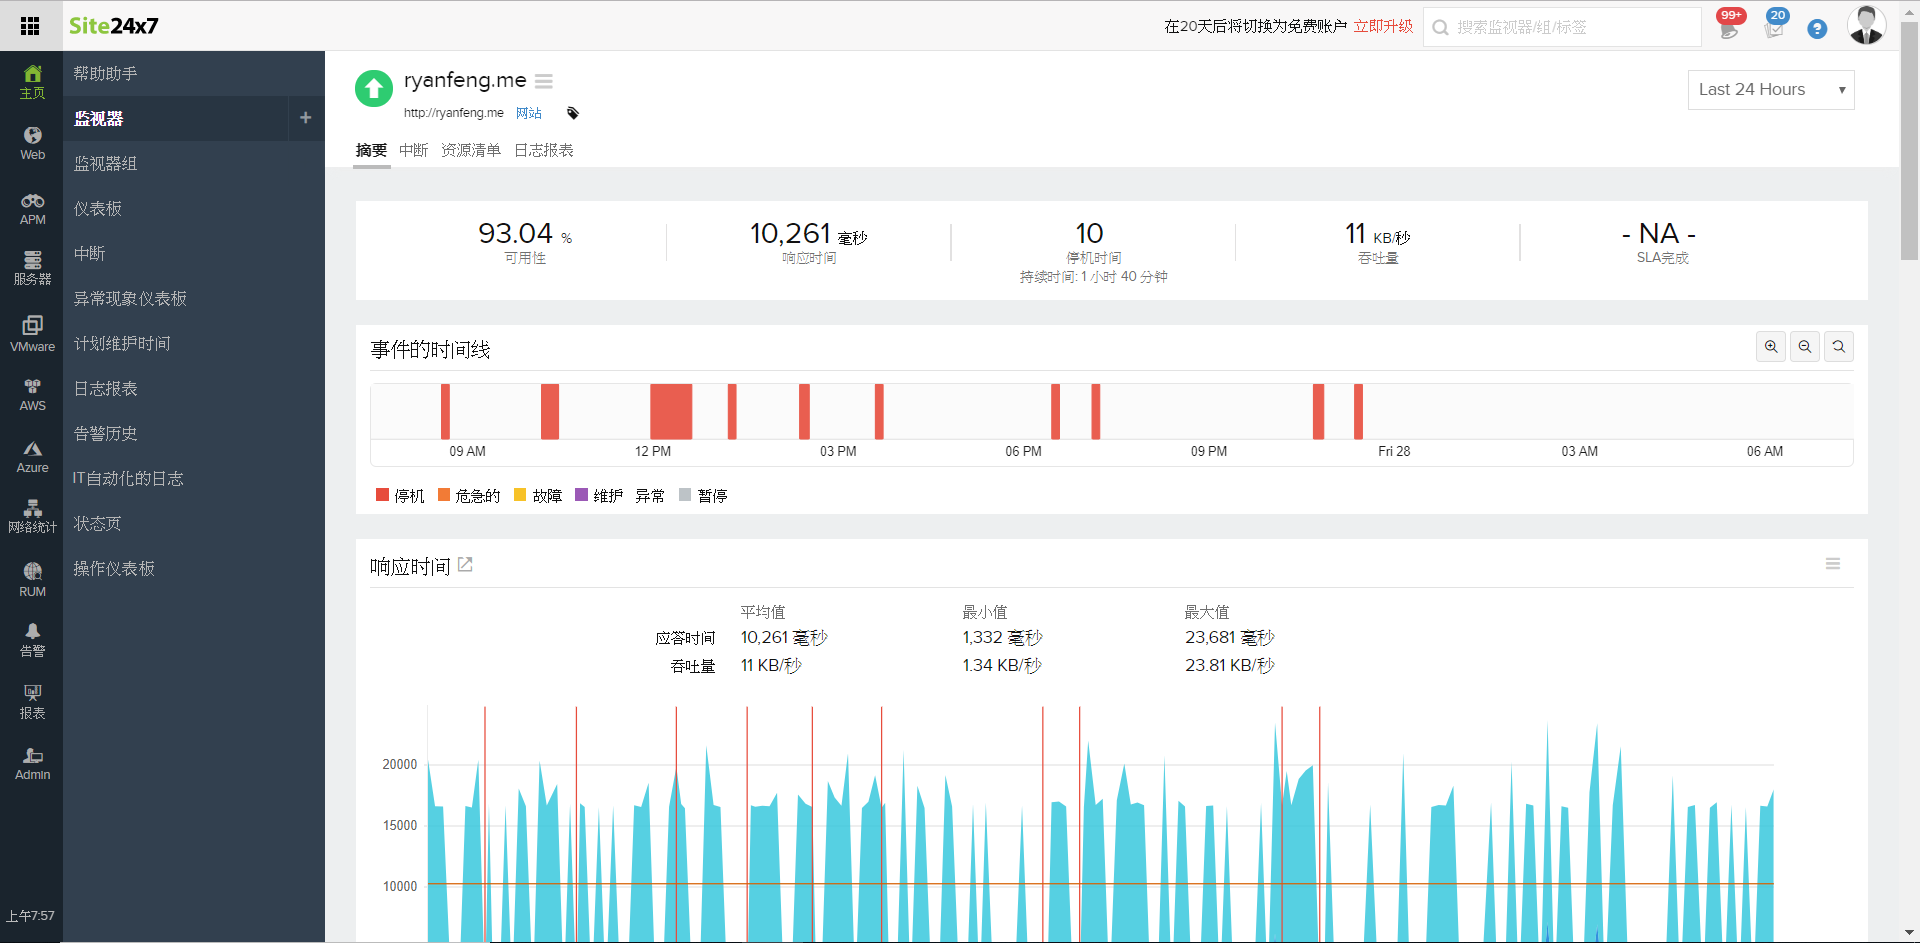 Site24x7
在20天后将切换为免费账户 立即升级
搜索监视器/组/标签
99+
20
?
主页
Web
APM
服务器
VMware
AWS
Azure
网络统计
RUM
告警
报表
Admin
上午7:57
帮助助手
监视器 +
监视器组
仪表板
中断
异常现象仪表板
计划维护时间
日志报表
告警历史
IT自动化的日志
状态页
操作仪表板
ryanfeng.me
http://ryanfeng.me 网站
Last 24 Hours
摘要 中断 资源清单 日志报表
93.04 %
可用性
10,261 毫秒
响应时间
10
停机时间
持续时间: 1 小时 40 分钟
11 KB/秒
吞吐量
- NA -
SLA完成
事件的时间线
09 AM 12 PM 03 PM 06 PM 09 PM Fri 28 03 AM 06 AM
停机 危急的 故障 维护 异常 暂停
响应时间
平均值 最小值 最大值
应答时间 10,261 毫秒 1,332 毫秒 23,681 毫秒
吞吐量 11 KB/秒 1.34 KB/秒 23.81 KB/秒
20000
15000
10000